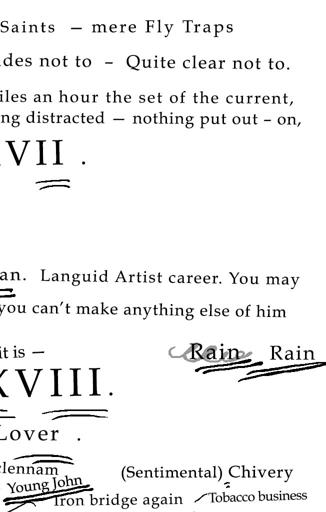 Saints — mere Fly Traps
des not to – Quite clear not to.
iles an hour the set of the current,
ng distracted — nothing put out – on,
VII .
an. Languid Artist career. You may
you can't make anything else of him
it is — Rain Rain
XVIII.
Lover .
lennam (Sentimental) Chivery
Young John
Iron bridge again Tobacco business